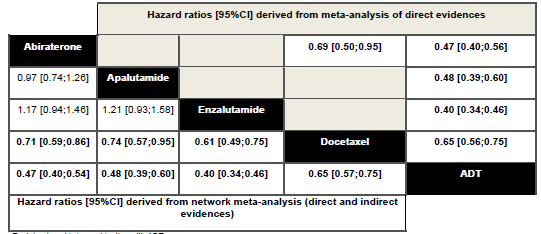 Hazard ratios [95%CI] derived from meta-analysis of direct evidences
Abiraterone 0.69 [0.50;0.95] 0.47 [0.40;0.56]
0.97 [0.74;1.26] Apalutamide 0.48 [0.39;0.60]
1.17 [0.94;1.46] 1.21 [0.93;1.58] Enzalutamide 0.40 [0.34;0.46]
0.71 [0.59;0.86] 0.74 [0.57;0.95] 0.61 [0.49;0.75] Docetaxel 0.65 [0.56;0.75]
0.47 [0.40;0.54] 0.48 [0.39;0.60] 0.40 [0.34;0.46] 0.65 [0.57;0.75] ADT
Hazard ratios [95%CI] derived from network meta-analysis (direct and indirect
evidences)